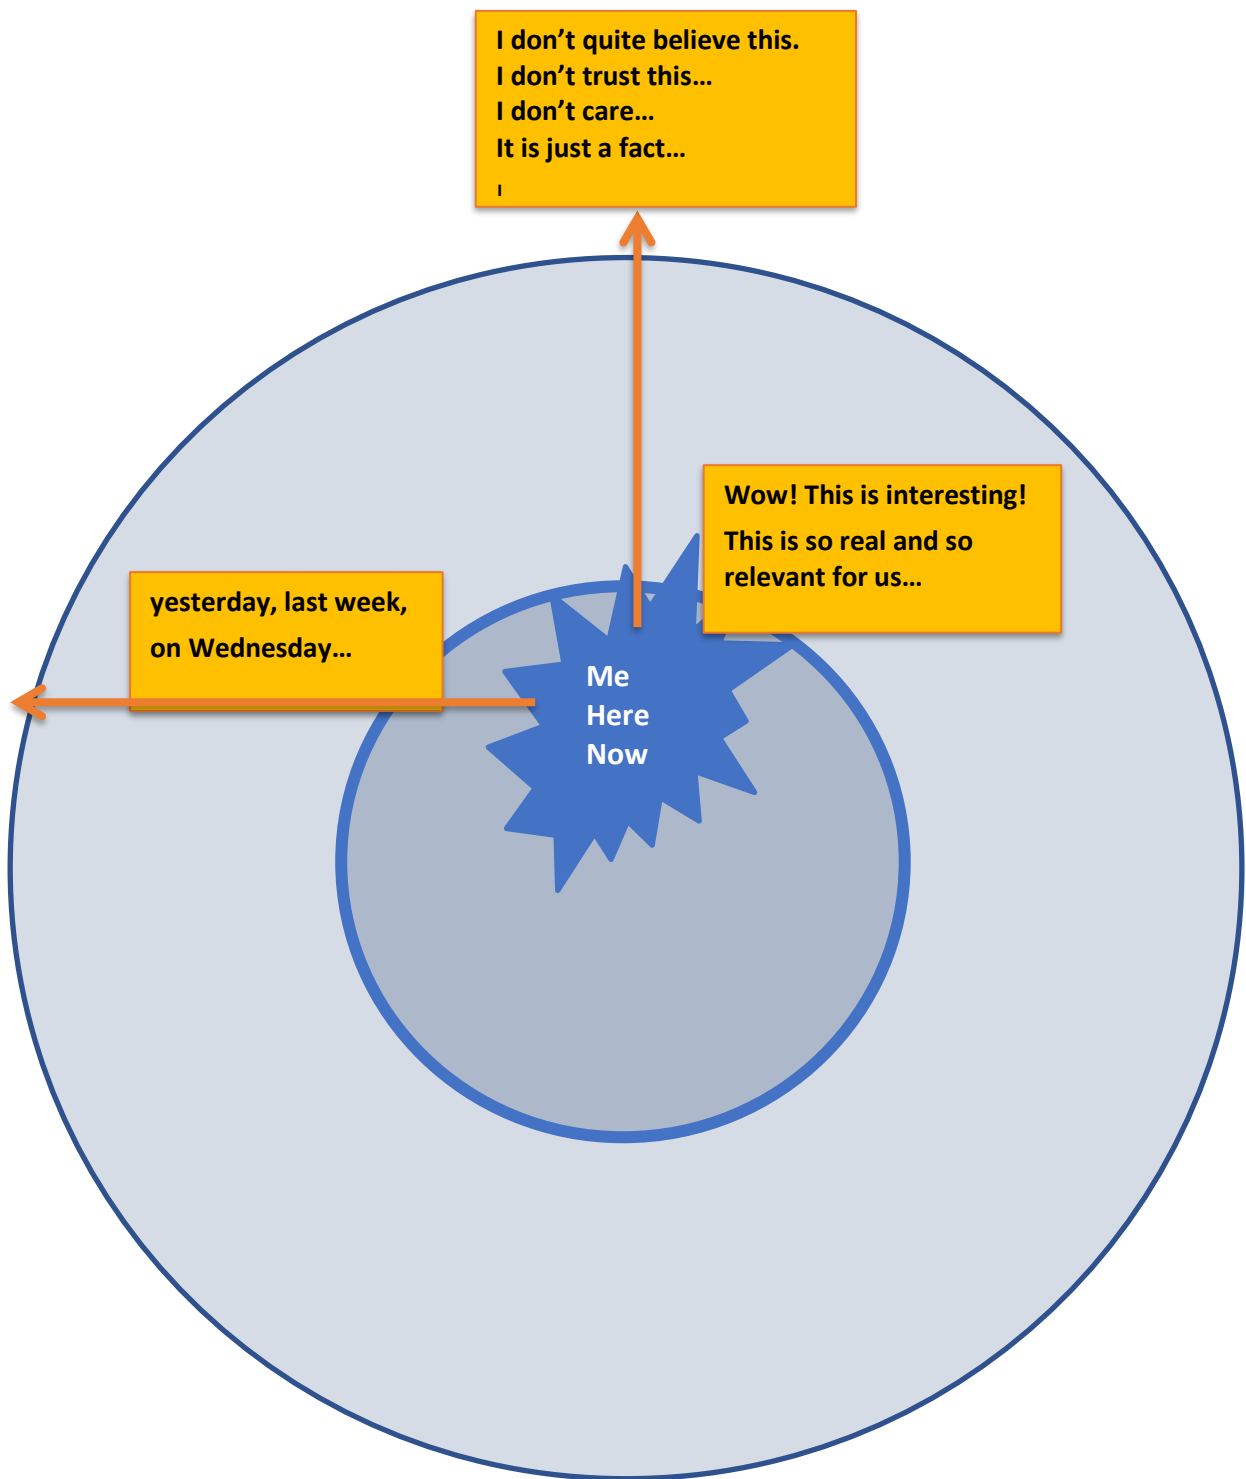 I don’t quite believe this.
I don’t trust this…
I don’t care…
It is just a fact…
I
Wow! This is interesting!
This is so real and so
relevant for us…
yesterday, last week,
on Wednesday…
Me
Here
Now